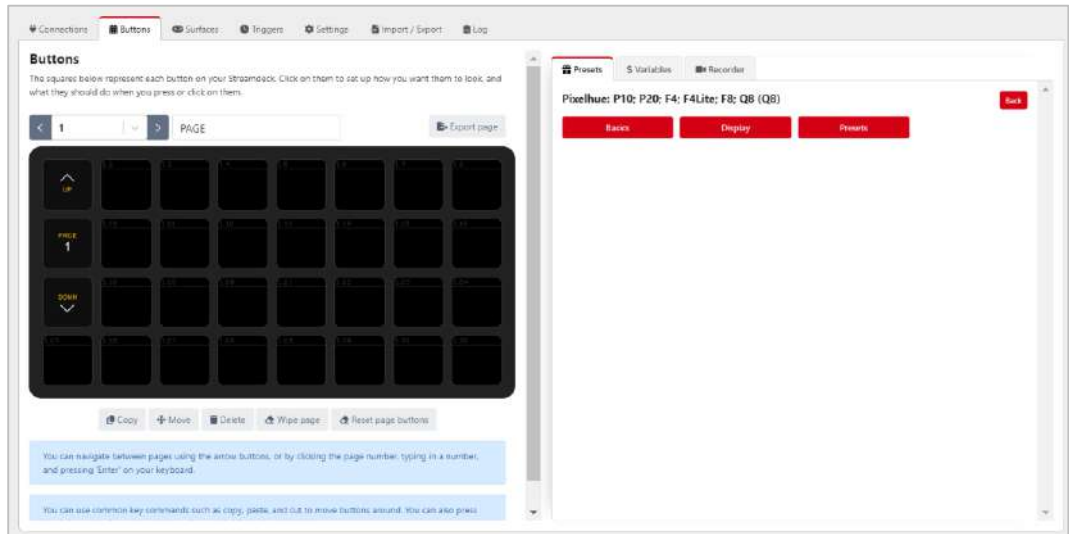 Connections Buttons Surfaces Triggers Settings Import / Export Log
Buttons
The squares below represent each button on your Streamdeck. Click on them to set up how you want them to look, and
what they should do when you press or click on them.
1 PAGE Export page
UP
PAGE
1
DOWN
Copy Move Delete Wipe page Reset page buttons
You can navigate between pages using the arrow buttons, or by clicking the page number, typing in a number,
and pressing 'Enter' on your keyboard.
You can use common key commands such as copy, paste, and cut to move buttons around. You can also press
Presets $ Variables Recorder
Pixelhue: P10; P20; F4; F4Lite; F8; Q8 (Q8) Back
Basics Display Presets